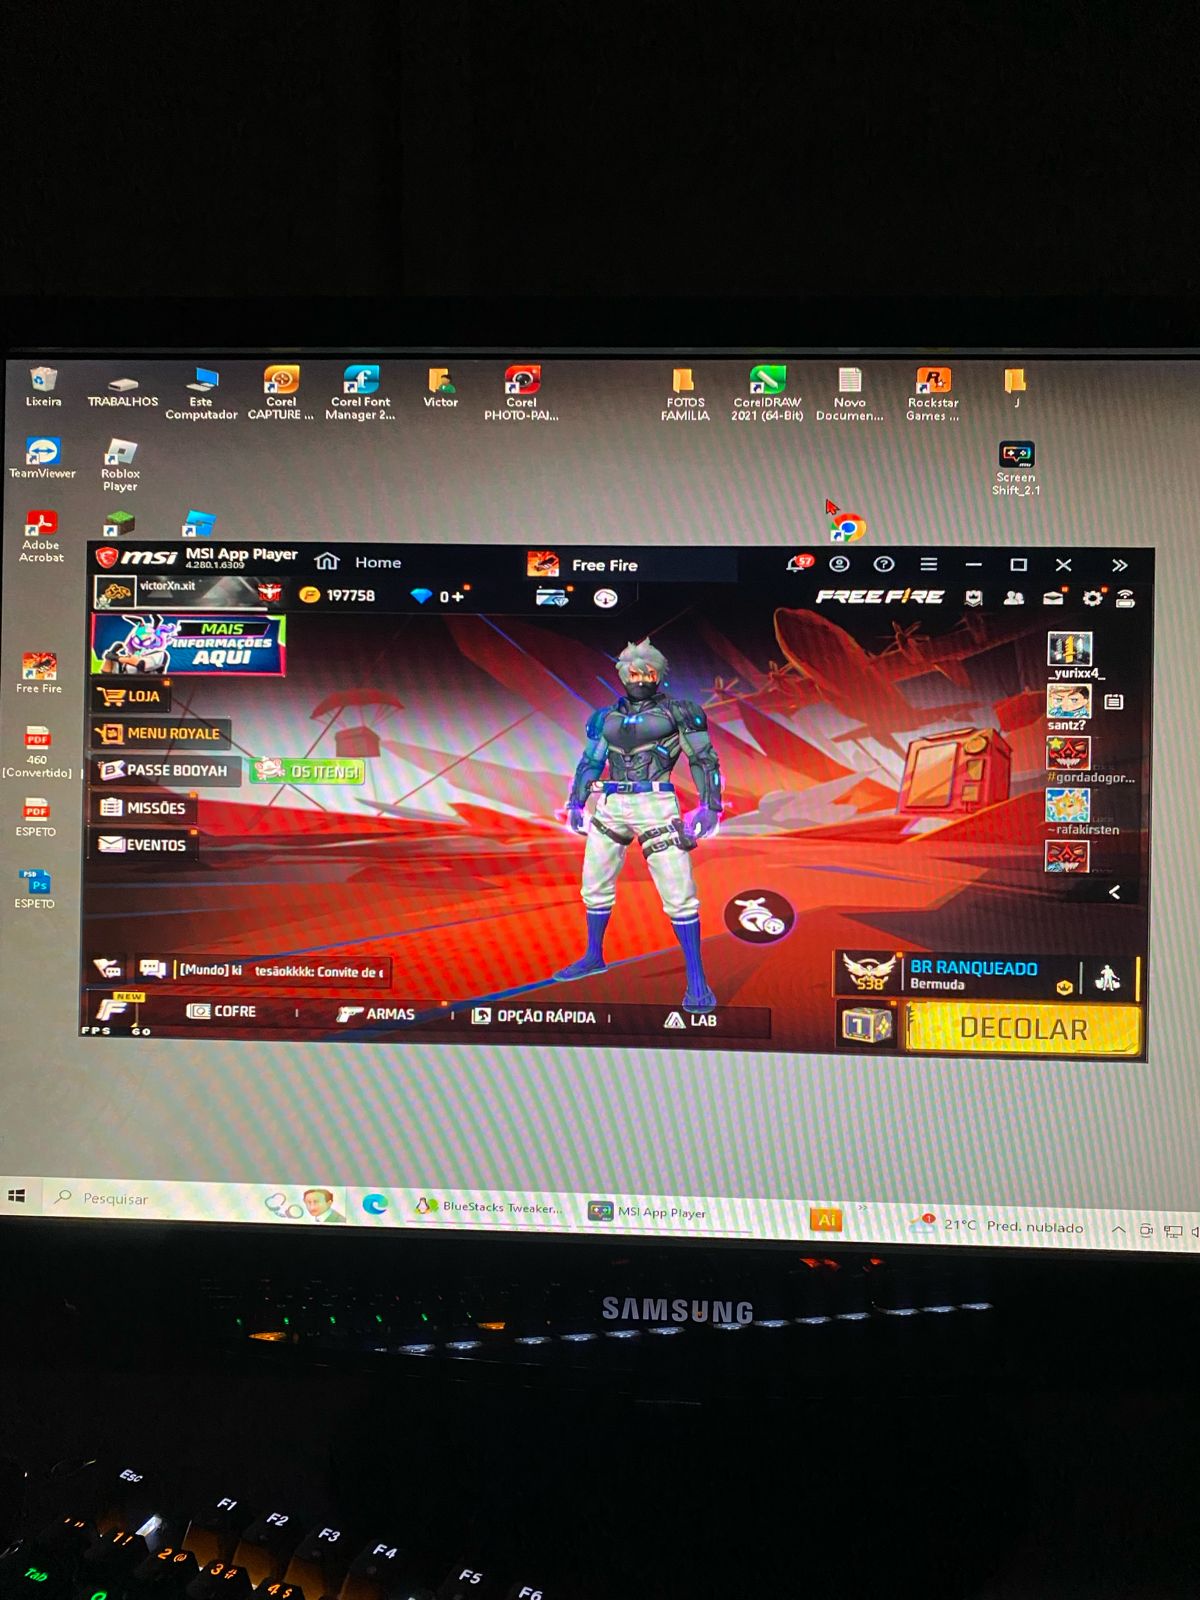 Lixeira
TRABALHOS
Este
Computador
Corel
CAPTURE ...
Corel Font
Manager 2...
Victor
Corel
PHOTO-PAI...
FOTOS
FAMILIA
CorelDRAW
2021 (64-Bit)
Novo
Documen...
Rockstar
Games ...
J
TeamViewer
Roblox
Player
Screen
Shift_2.1
Adobe
Acrobat
msi
MSI App Player
4.280.1.6309
Home
Free Fire
57
victorXn.xit
197758
0+
FREE FIRE
MAIS
INFORMAÇÕES
AQUI
_yurixx4_
LOJA
Free Fire
santz?
MENU ROYALE
PDF
460
[Convertido]
PASSE BOOYAH
OS ITENS!
#gordadogor...
MISSÕES
PDF
ESPETO
~rafakirsten
EVENTOS
PSD
Ps
ESPETO
[Mundo] ki
tesãokkkk: Convite de
S38
BR RANQUEADO
Bermuda
NEW
COFRE
ARMAS
OPÇÃO RÁPIDA
LAB
DECOLAR
FPS 60
Pesquisar
BlueStacks Tweaker...
MSI App Player
Ai
1
21°C Pred. nublado
SAMSUNG
Esc
F1
F2
F3
F4
F5
F6
1!
2@
3#
4$
Tab